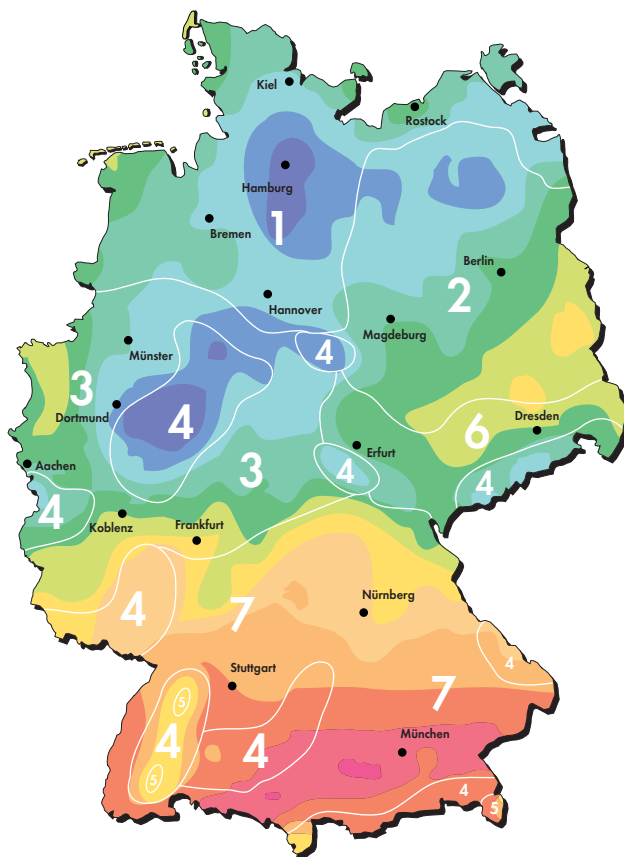 Kiel
Rostock
Hamburg
1
Bremen
Berlin
2
Hannover
Magdeburg
Münster
4
3
Dortmund
4
6
Dresden
Erfurt
3
Aachen
4
4
4
Koblenz
Frankfurt
4
7
Nürnberg
4
Stuttgart
7
5
4
4
München
5
4
5